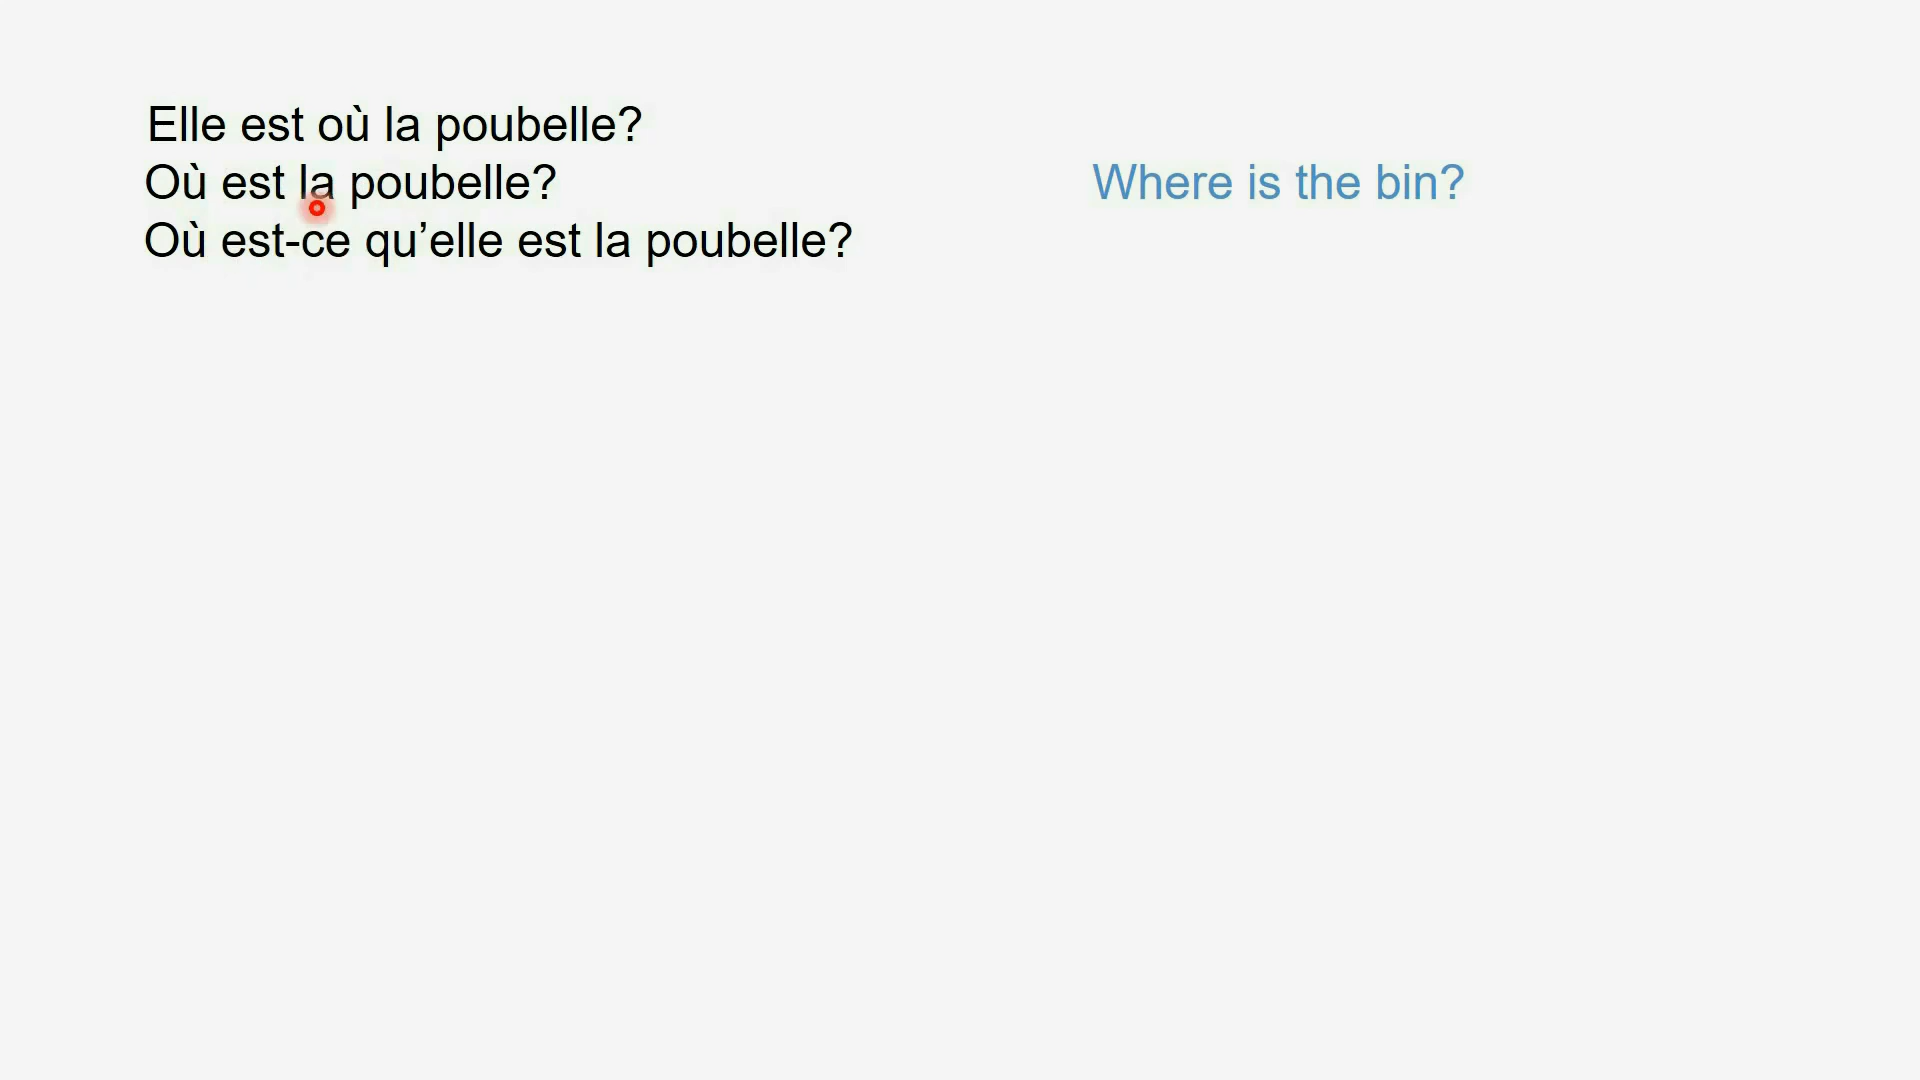 Elle est où la poubelle?
Où est la poubelle?
Where is the bin?
Où est-ce qu’elle est la poubelle?